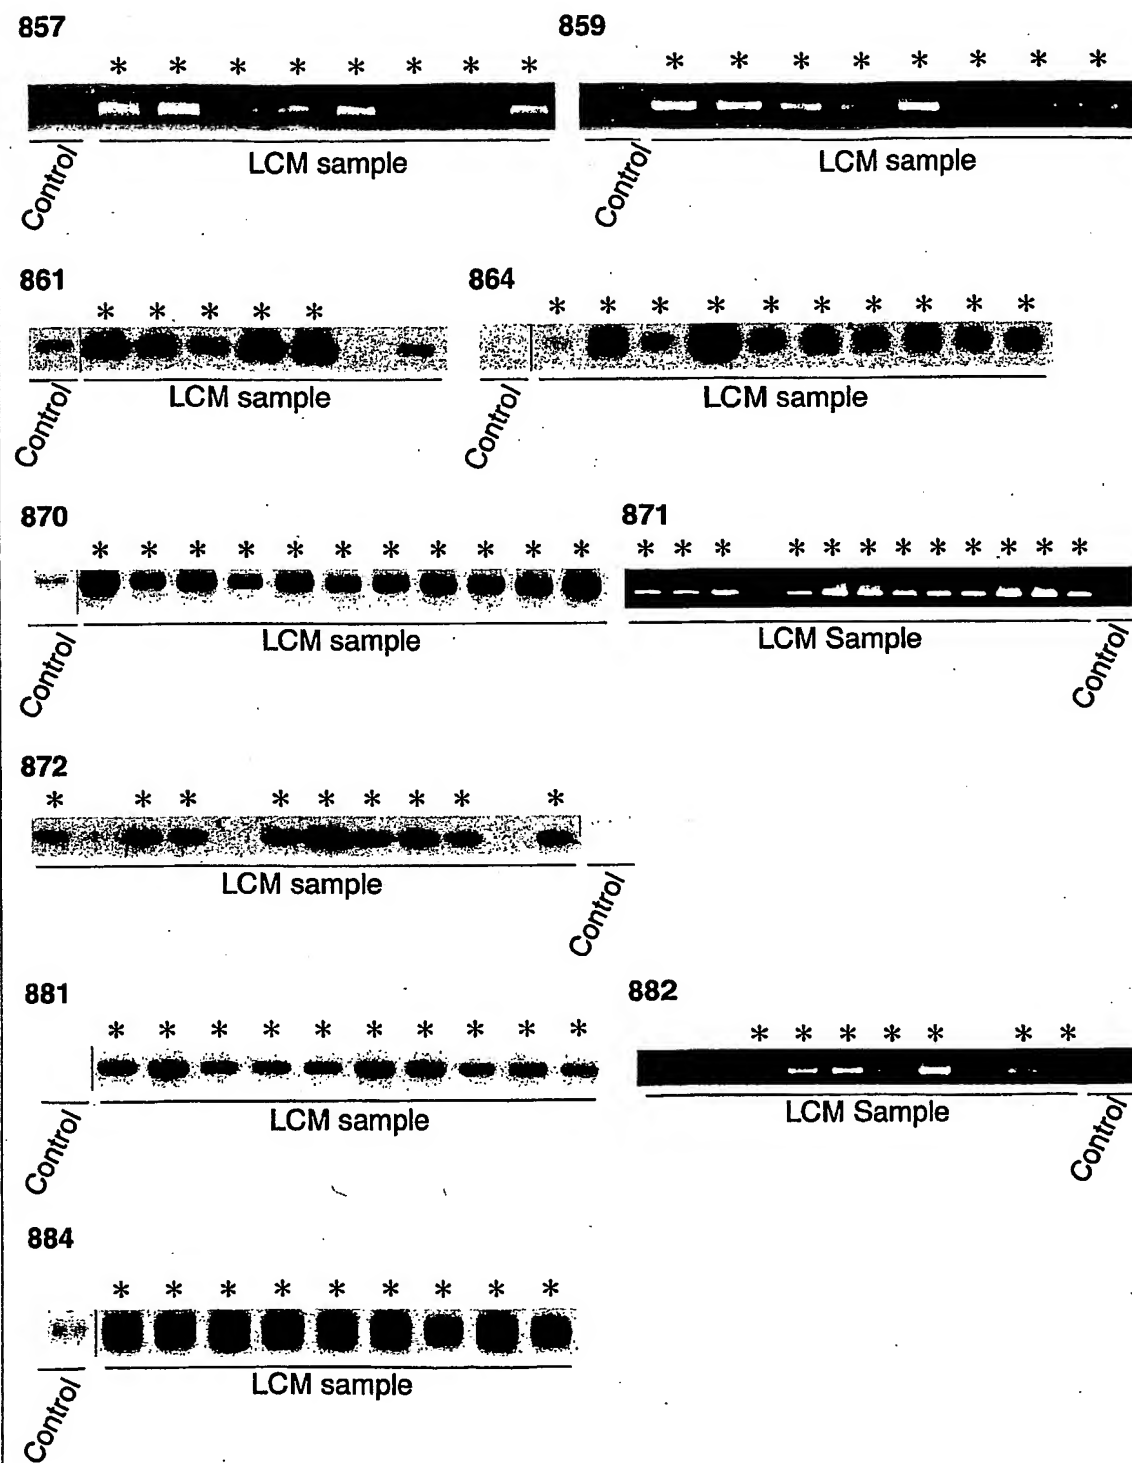 857
* * * * * * * *
Control
LCM sample
859
* * * * * * * *
Control
LCM sample
861
* * * * *
Control
LCM sample
864
* * * * * * * * * *
Control
LCM sample
870
* * * * * * * * * * *
Control
LCM sample
871
* * * * * * * * * * * *
LCM Sample
Control
872
* * * * * * * * *
LCM sample
Control
881
* * * * * * * * * *
Control
LCM sample
882
* * * * * * *
LCM Sample
Control
884
* * * * * * * * *
Control
LCM sample